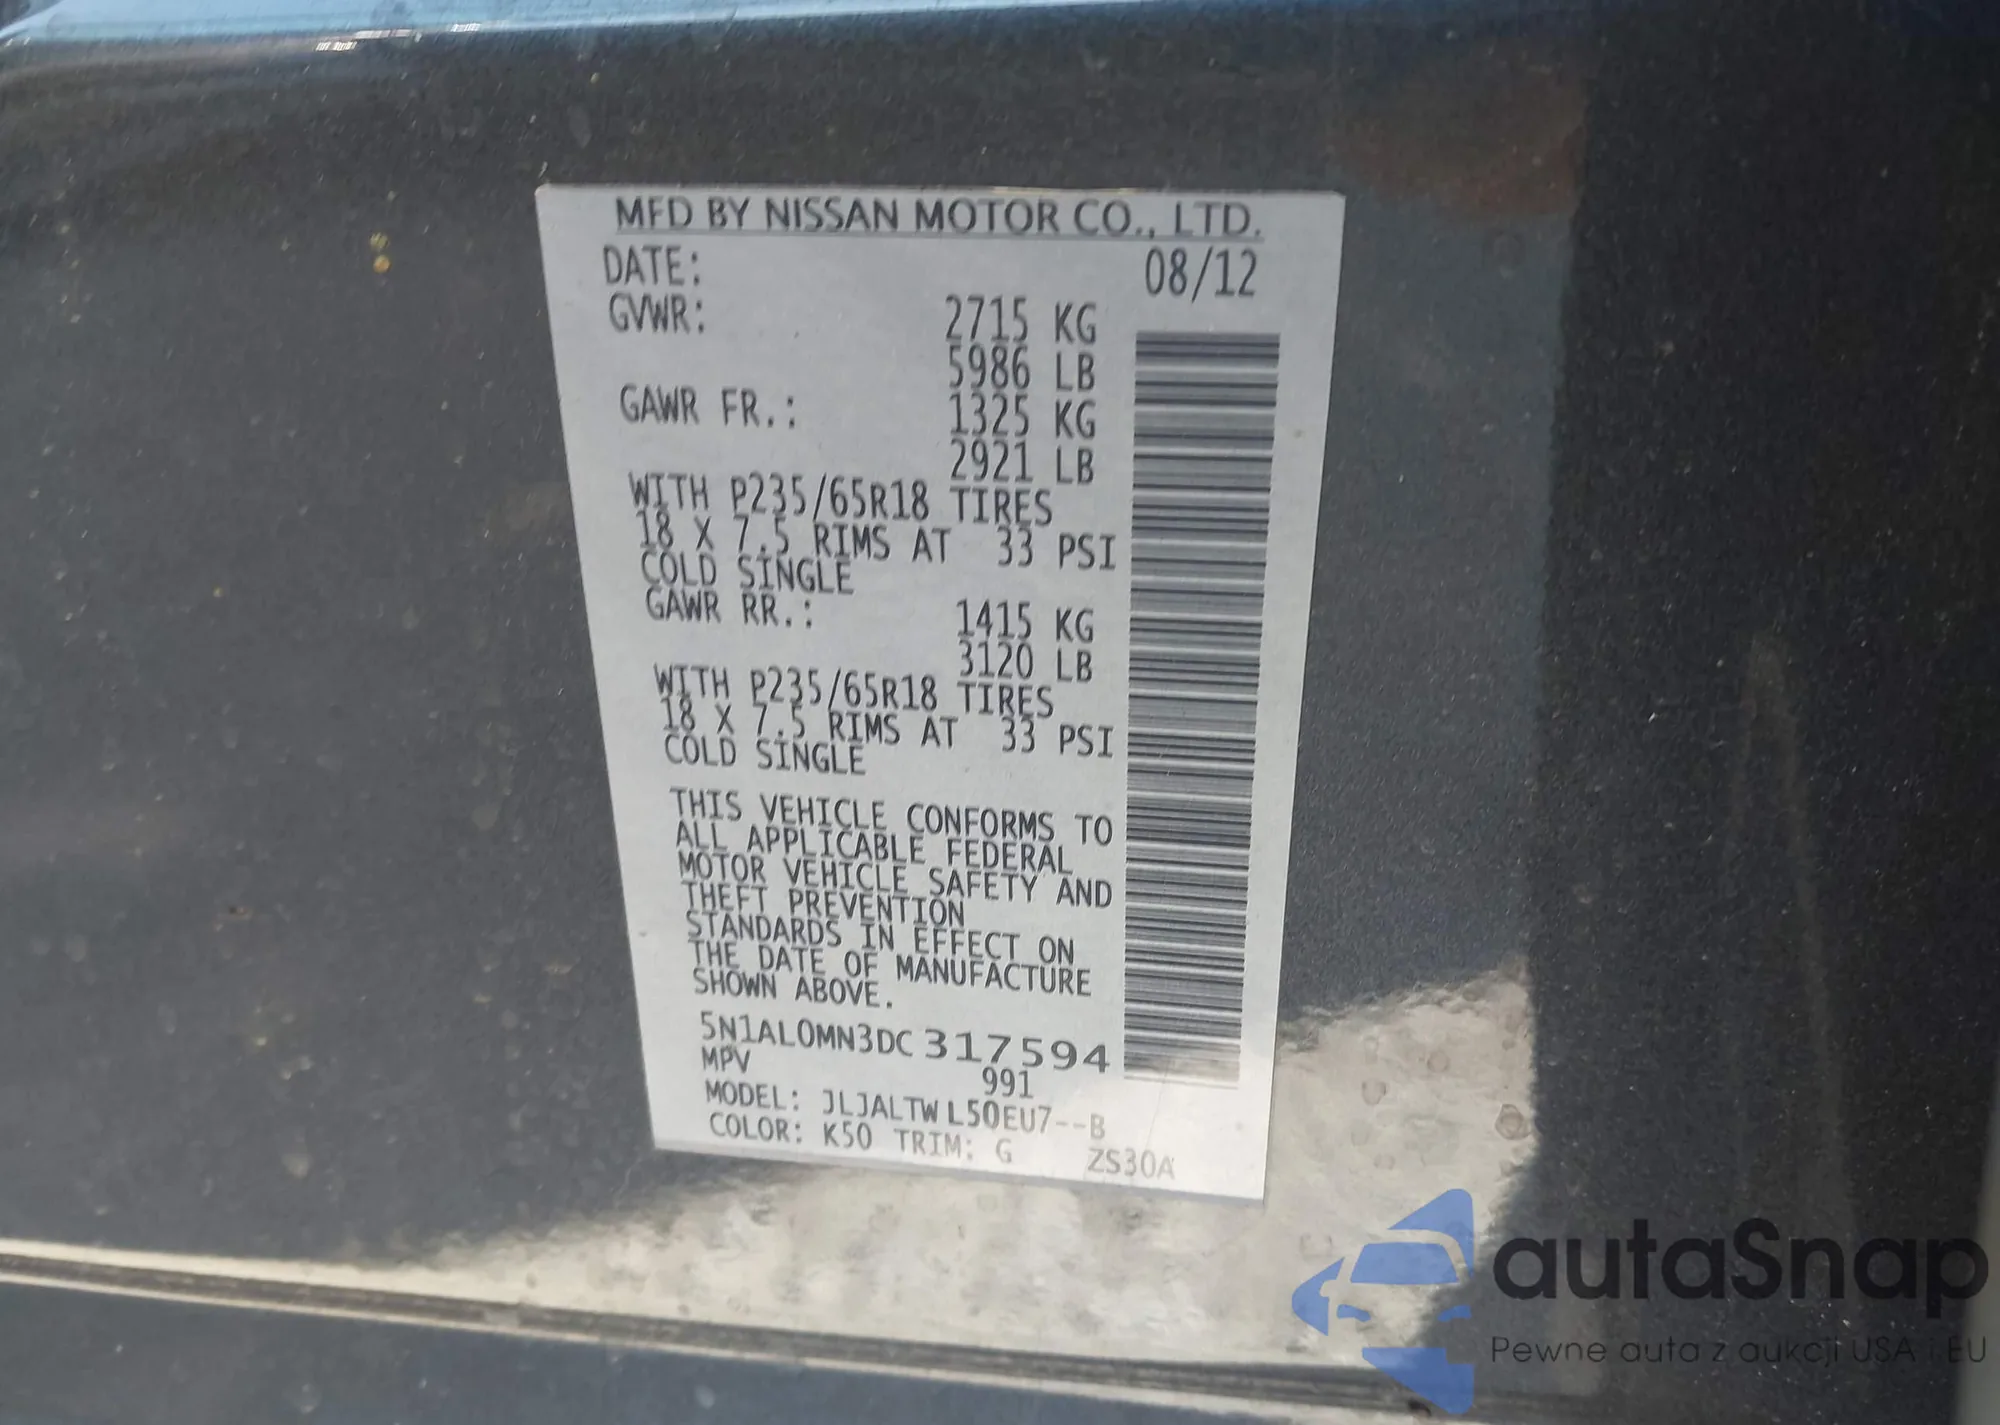 MFD BY NISSAN MOTOR CO., LTD.
DATE: 08/12
GVWR: 2715 KG
5986 LB
GAWR FR.: 1325 KG
2921 LB
WITH P235/65R18 TIRES
18 X 7.5 RIMS AT 33 PSI
COLD SINGLE
GAWR RR.: 1415 KG
3120 LB
WITH P235/65R18 TIRES
18 X 7.5 RIMS AT 33 PSI
COLD SINGLE
THIS VEHICLE CONFORMS TO
ALL APPLICABLE FEDERAL
MOTOR VEHICLE SAFETY AND
THEFT PREVENTION
STANDARDS IN EFFECT ON
THE DATE OF MANUFACTURE
SHOWN ABOVE.
5N1AL0MN3DC317594
MPV 991
MODEL: JLJALTWL50EU7--B
COLOR: K50 TRIM: G ZS30A
autaSnap
Pewne auta z aukcji USA i EU